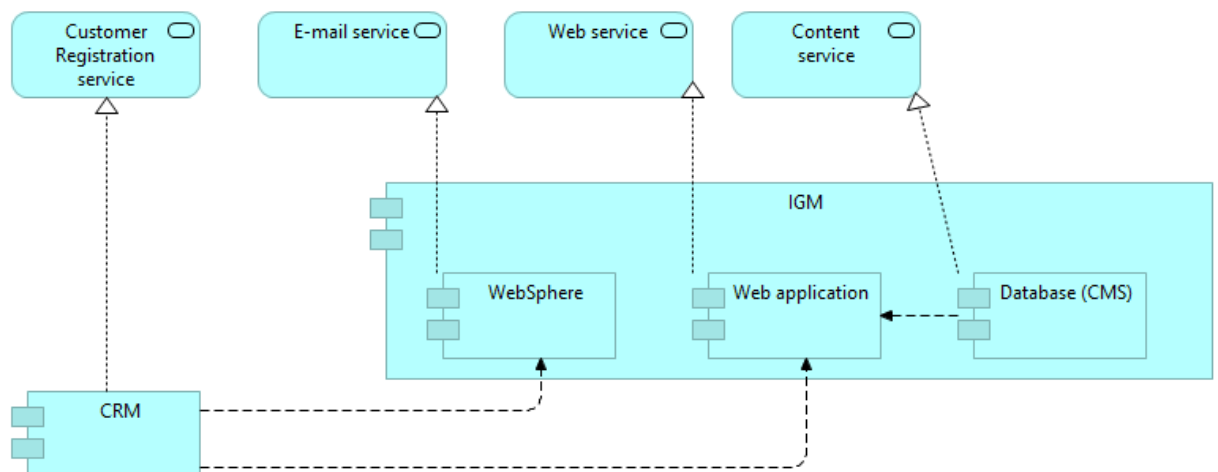 Customer
Registration
service
E-mail service
Web service
Content
service
IGM
WebSphere
Web application
Database (CMS)
CRM